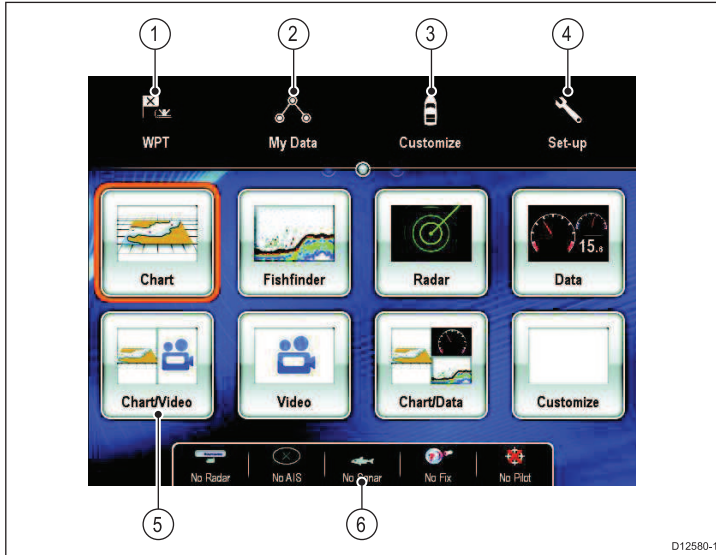 1 2 3 4
WPT My Data Customize Set-up
15.8
Chart Fishfinder Radar Data
Chart/Video Video Chart/Data Customize
No Radar No AIS No Sonar No Fix No Pilot
5 6
D12580-1